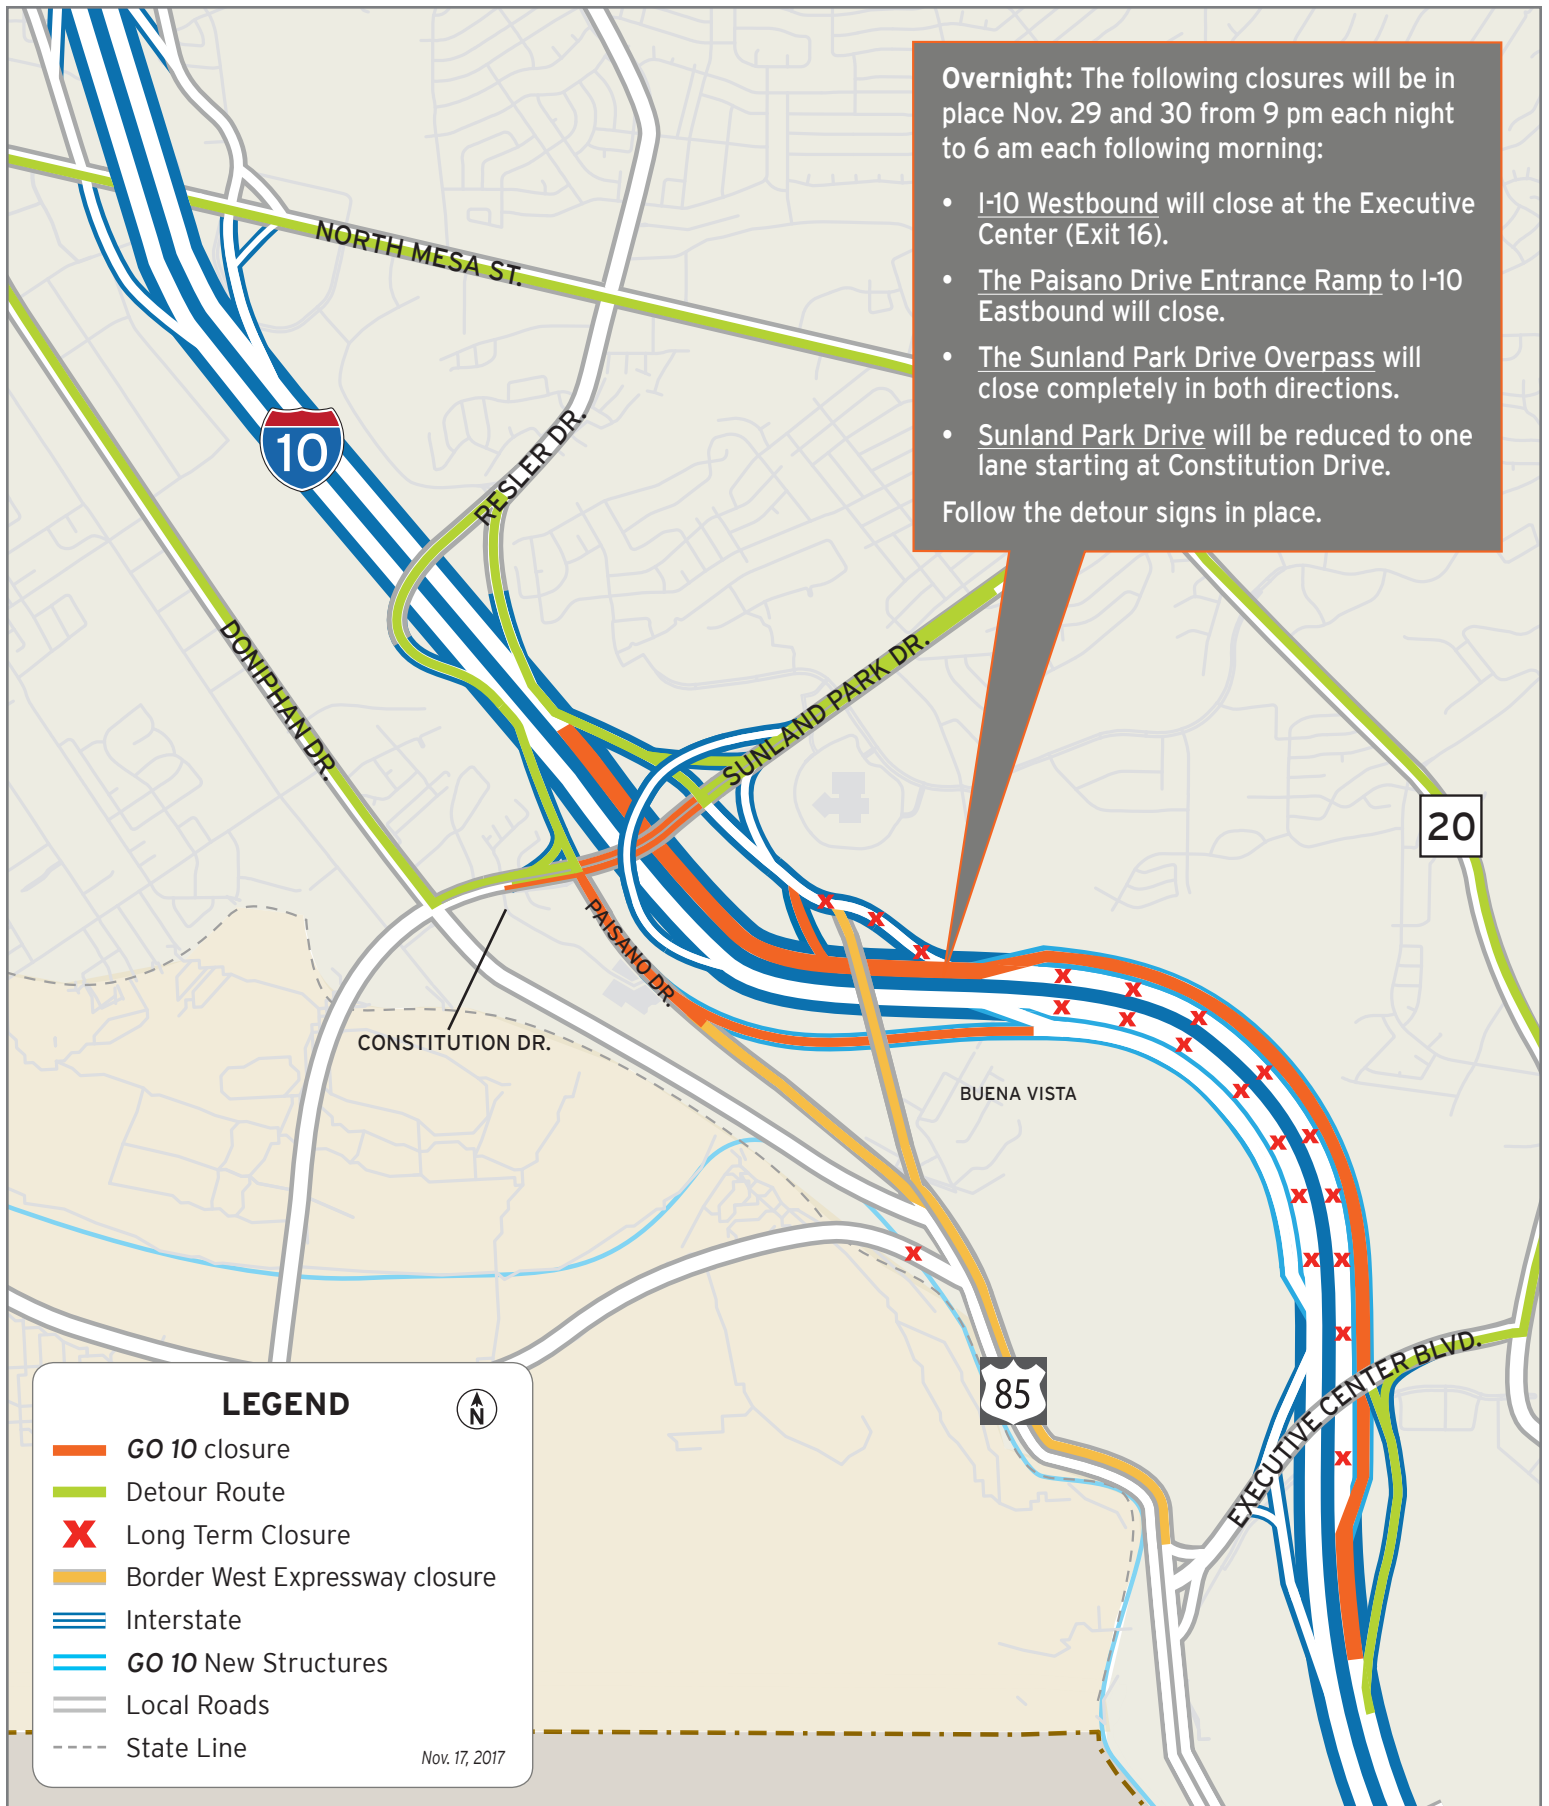 Overnight: The following closures will be in
place Nov. 29 and 30 from 9 pm each night
to 6 am each following morning:
• I-10 Westbound will close at the Executive
Center (Exit 16).
• The Paisano Drive Entrance Ramp to I-10
Eastbound will close.
• The Sunland Park Drive Overpass will
close completely in both directions.
• Sunland Park Drive will be reduced to one
lane starting at Constitution Drive.
Follow the detour signs in place.
NORTH MESA ST.
10
RESLER DR.
DONIPHAN DR.
SUNLAND PARK DR.
20
PAISANO DR.
CONSTITUTION DR.
BUENA VISTA
85
EXECUTIVE CENTER BLVD.
LEGEND
N
GO 10 closure
Detour Route
X Long Term Closure
Border West Expressway closure
Interstate
GO 10 New Structures
Local Roads
State Line
Nov. 17, 2017